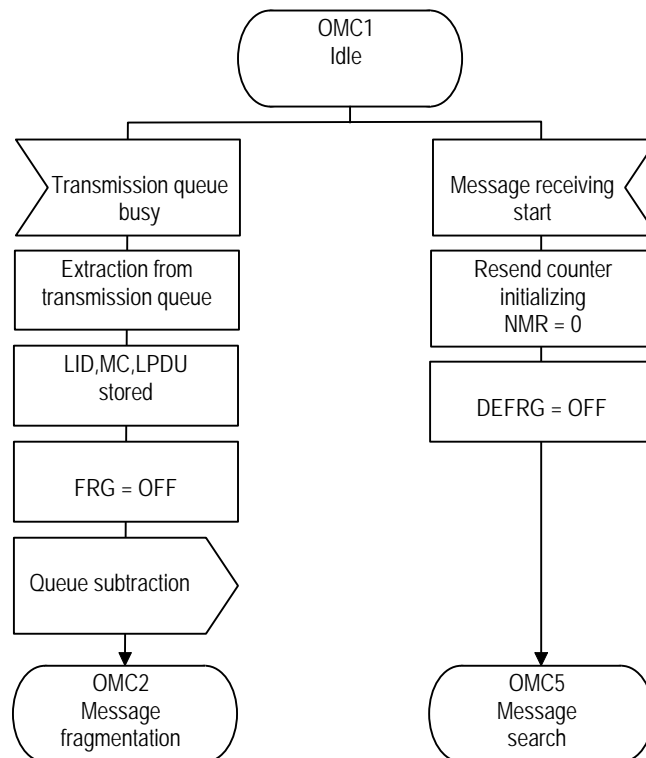 OMC1
Idle
Transmission queue
busy
Extraction from
transmission queue
LID,MC,LPDU
stored
FRG = OFF
Queue subtraction
OMC2
Message
fragmentation
Message receiving
start
Resend counter
initializing
NMR = 0
DEFRG = OFF
OMC5
Message
search